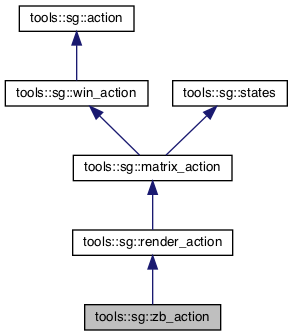 tools::sg::action
tools::sg::win_action
tools::sg::states
tools::sg::matrix_action
tools::sg::render_action
tools::sg::zb_action